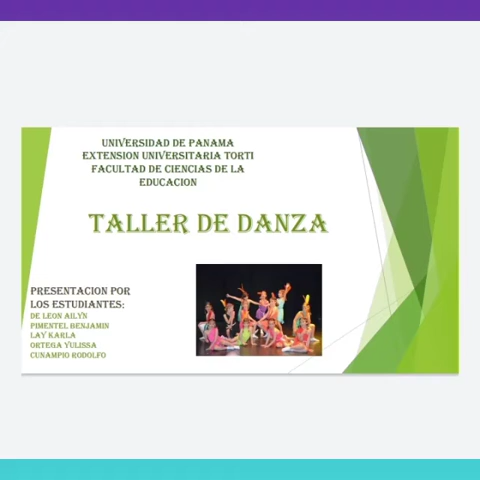 UNIVERSIDAD DE PANAMA
EXTENSION UNIVERSITARIA TORTI
FACULTAD DE CIENCIAS DE LA
EDUCACION
TALLER DE DANZA
PRESENTACION POR
LOS ESTUDIANTES:
DE LEON AILYN
PIMENTEL BENJAMIN
LAY KARLA
ORTEGA YULISSA
CUNAMPIO RODOLFO